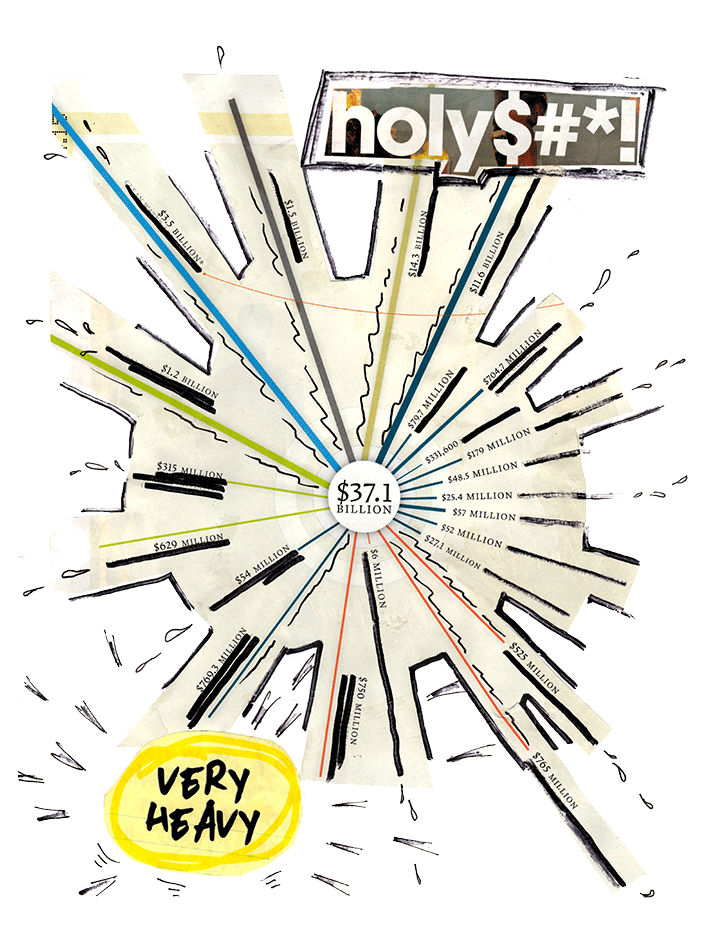 holy$#*!
$3.5 BILLION*
$1.5 BILLION
$14.3 BILLION
$11.6 BILLION
$1.2 BILLION
$79.7 MILLION
$704.7 MILLION
$331,600
$179 MILLION
$315 MILLION
$48.5 MILLION
$37.1
BILLION
$25.4 MILLION
$57 MILLION
$52 MILLION
$629 MILLION
$27.1 MILLION
$54 MILLION
$6 MILLION
$769.3 MILLION
$525 MILLION
$750 MILLION
$765 MILLION
VERY
HEAVY